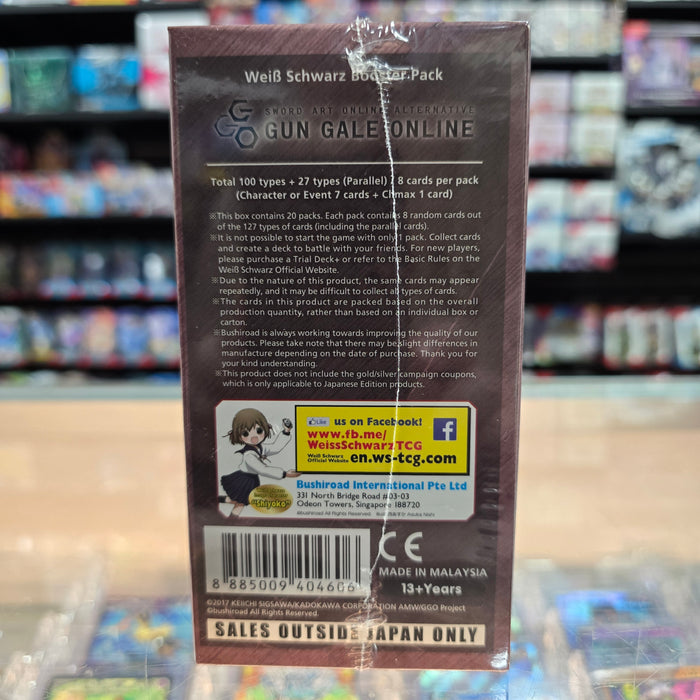 Weiß Schwarz Booster Pack
GGO
SWORD ART ONLINE ALTERNATIVE
GUN GALE ONLINE
Total 100 types + 27 types (Parallel) / 8 cards per pack
(Character or Event 7 cards + Climax 1 card)
※This box contains 20 packs. Each pack contains 8 random cards out
of the 127 types of cards (including the parallel cards).
※It is not possible to start the game with only 1 pack. Collect cards
and create a deck to battle with your friends. For new players,
please purchase a Trial Deck+ or refer to the Basic Rules on the
Weiß Schwarz Official Website.
※Due to the nature of this product, the same cards may appear
repeatedly, and it may be difficult to collect all types of cards.
※The cards in this product are packed based on the overall
production quantity, rather than based on an individual box or
carton.
※Bushiroad is always working towards improving the quality of our
products. Please take note that there may be slight differences in
manufacture depending on the date of purchase. Thank you for
your kind understanding.
※This product does not include the gold/silver campaign coupons,
which is only applicable to Japanese Edition products.
Like us on Facebook!
www.fb.me/
WeissSchwarzTCG
Weiß Schwarz
Official Website en.ws-tcg.com
Bushiroad International Pte Ltd
331 North Bridge Road #03-03
Odeon Towers, Singapore 188720
©bushiroad All Rights Reserved.
"Shiyoko"
8 885009 404606
CE
MADE IN MALAYSIA
13+Years
©2017 KEIICHI SIGSAWA/KADOKAWA CORPORATION AMW/GGO Project
©bushiroad All Rights Reserved.
SALES OUTSIDE JAPAN ONLY